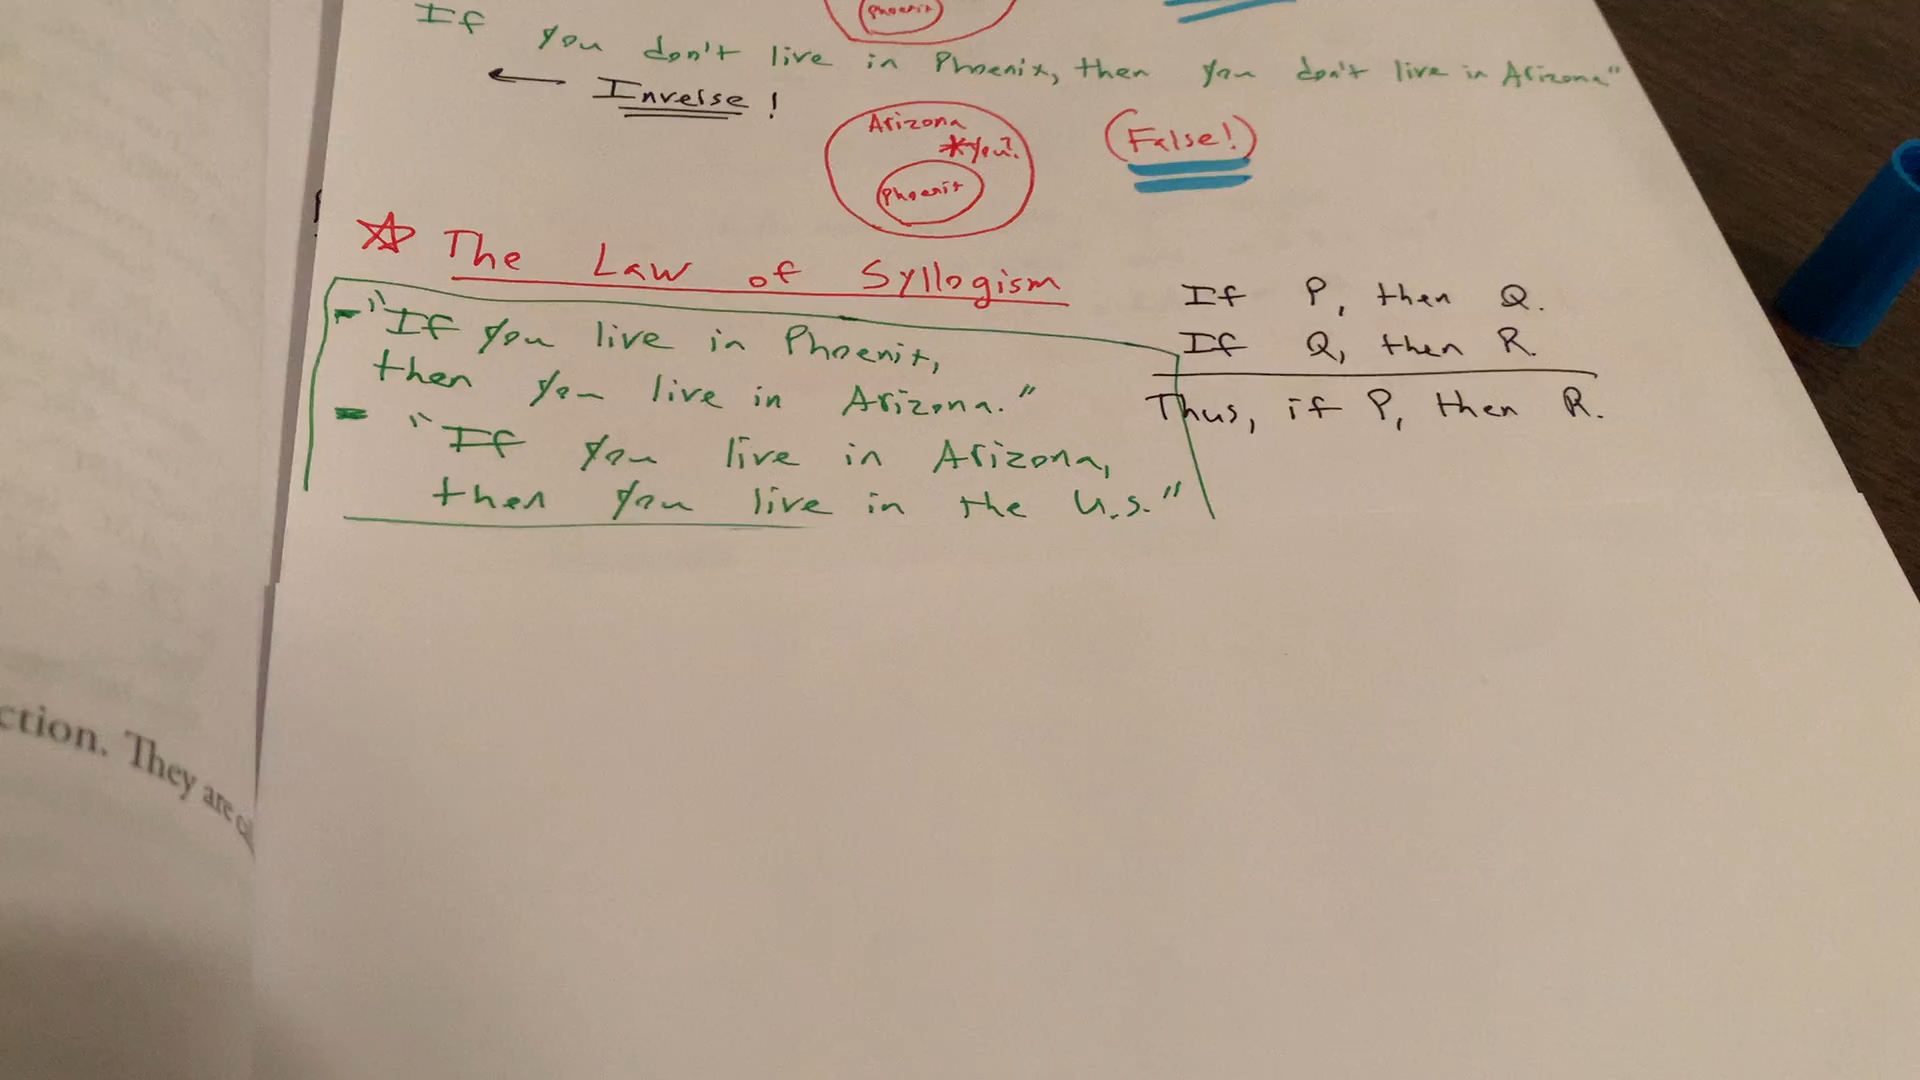 Phoenix
If you don't live in Phoenix, then you don't live in Arizona"
← Inverse!
Arizona
*You?
Phoenix
(False!)
☆ The Law of Syllogism
- "If you live in Phoenix,
then you live in Arizona."
- "If you live in Arizona,
then you live in the U.S."
If P, then Q.
If Q, then R.
Thus, if P, then R.
ction. They are